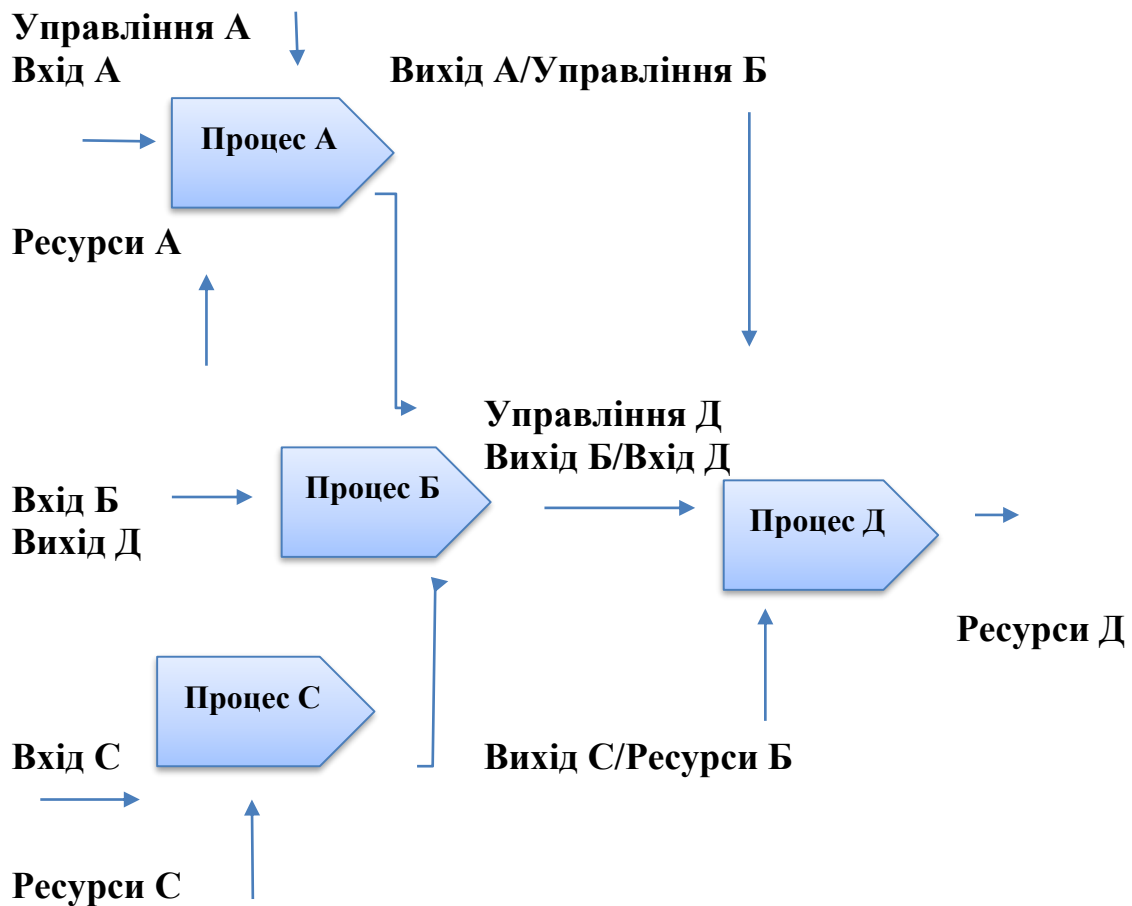 Управління А
Вхід А
Вихід А/Управління Б
Процес А
Ресурси А
Управління Д
Вихід Б/Вхід Д
Процес Б
Вхід Б
Вихід Д
Процес Д
Ресурси Д
Процес С
Вхід С
Вихід С/Ресурси Б
Ресурси С